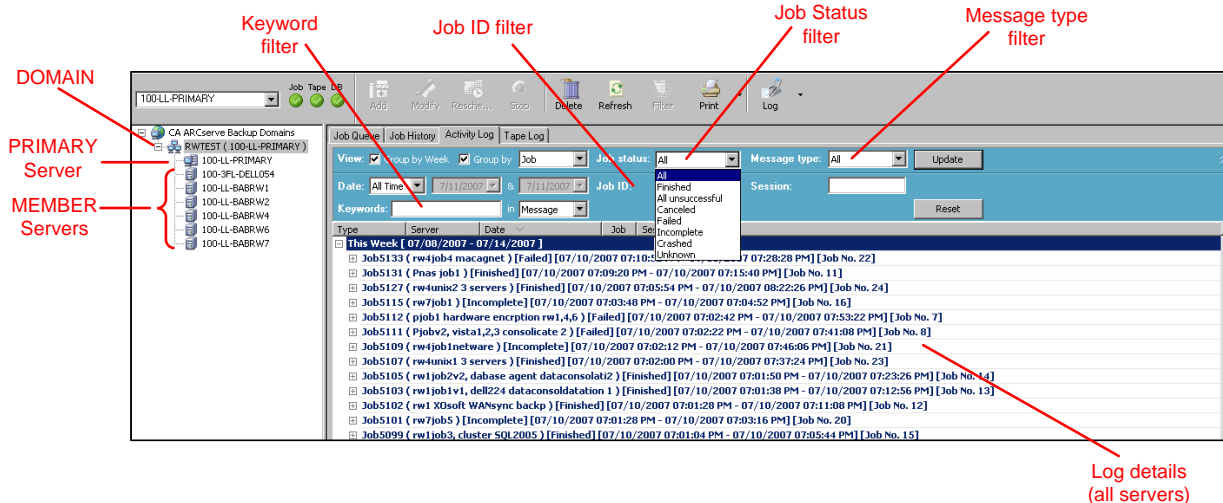 Keyword
filter
Job ID filter
Job Status
filter
Message type
filter
DOMAIN
PRIMARY
Server
MEMBER
Servers
100-LL-PRIMARY
Job Tape DB
Add
Modify
Resche...
Stop
Delete
Refresh
Filter
Print
Log
CA ARCserve Backup Domains
RWTEST ( 100-LL-PRIMARY )
100-LL-PRIMARY
100-3FL-DELL054
100-LL-BABRW1
100-LL-BABRW2
100-LL-BABRW4
100-LL-BABRW6
100-LL-BABRW7
Job Queue Job History Activity Log Tape Log
View: Group by Week Group by Job Job status: All Message type: All Update
Date: All Time 7/11/2007 & 7/11/2007 Job ID: Session:
Keywords: in Message Reset
All
Finished
All unsuccessful
Canceled
Failed
Incomplete
Crashed
Unknown
Type Server Date Job
This Week [ 07/08/2007 - 07/14/2007 ]
Job5133 ( rw4job4 macagnet ) [Failed] [07/10/2007 07:10: PM - 07/10/2007 07:28:28 PM] [Job No. 22]
Job5131 ( Pnas job1 ) [Finished] [07/10/2007 07:09:20 PM - 07/10/2007 07:15:40 PM] [Job No. 11]
Job5127 ( rw4unix2 3 servers ) [Finished] [07/10/2007 07:05:54 PM - 07/10/2007 08:22:26 PM] [Job No. 24]
Job5115 ( rw7job1 ) [Incomplete] [07/10/2007 07:03:48 PM - 07/10/2007 07:04:52 PM] [Job No. 16]
Job5112 ( pjob1 hardware encrption rw1,4,6 ) [Failed] [07/10/2007 07:02:42 PM - 07/10/2007 07:53:22 PM] [Job No. 7]
Job5111 ( Pjobv2, vista1,2,3 consolicate 2 ) [Failed] [07/10/2007 07:02:22 PM - 07/10/2007 07:41:08 PM] [Job No. 8]
Job5109 ( rw4job1netware ) [Incomplete] [07/10/2007 07:02:12 PM - 07/10/2007 07:46:06 PM] [Job No. 21]
Job5107 ( rw4unix1 3 servers ) [Finished] [07/10/2007 07:02:00 PM - 07/10/2007 07:37:24 PM] [Job No. 23]
Job5105 ( rw1job2v2, dabase agent dataconsolati2 ) [Finished] [07/10/2007 07:01:50 PM - 07/10/2007 07:23:26 PM] [Job No. 14]
Job5103 ( rw1job1v1, dell224 dataconsoldatation 1 ) [Finished] [07/10/2007 07:01:38 PM - 07/10/2007 07:12:56 PM] [Job No. 13]
Job5102 ( rw1 XOsoft WANsync backp ) [Finished] [07/10/2007 07:01:28 PM - 07/10/2007 07:11:08 PM] [Job No. 12]
Job5101 ( rw7job5 ) [Incomplete] [07/10/2007 07:01:28 PM - 07/10/2007 07:03:16 PM] [Job No. 20]
Job5099 ( rw1job3, cluster SQL2005 ) [Finished] [07/10/2007 07:01:04 PM - 07/10/2007 07:05:44 PM] [Job No. 15]
Log details
(all servers)